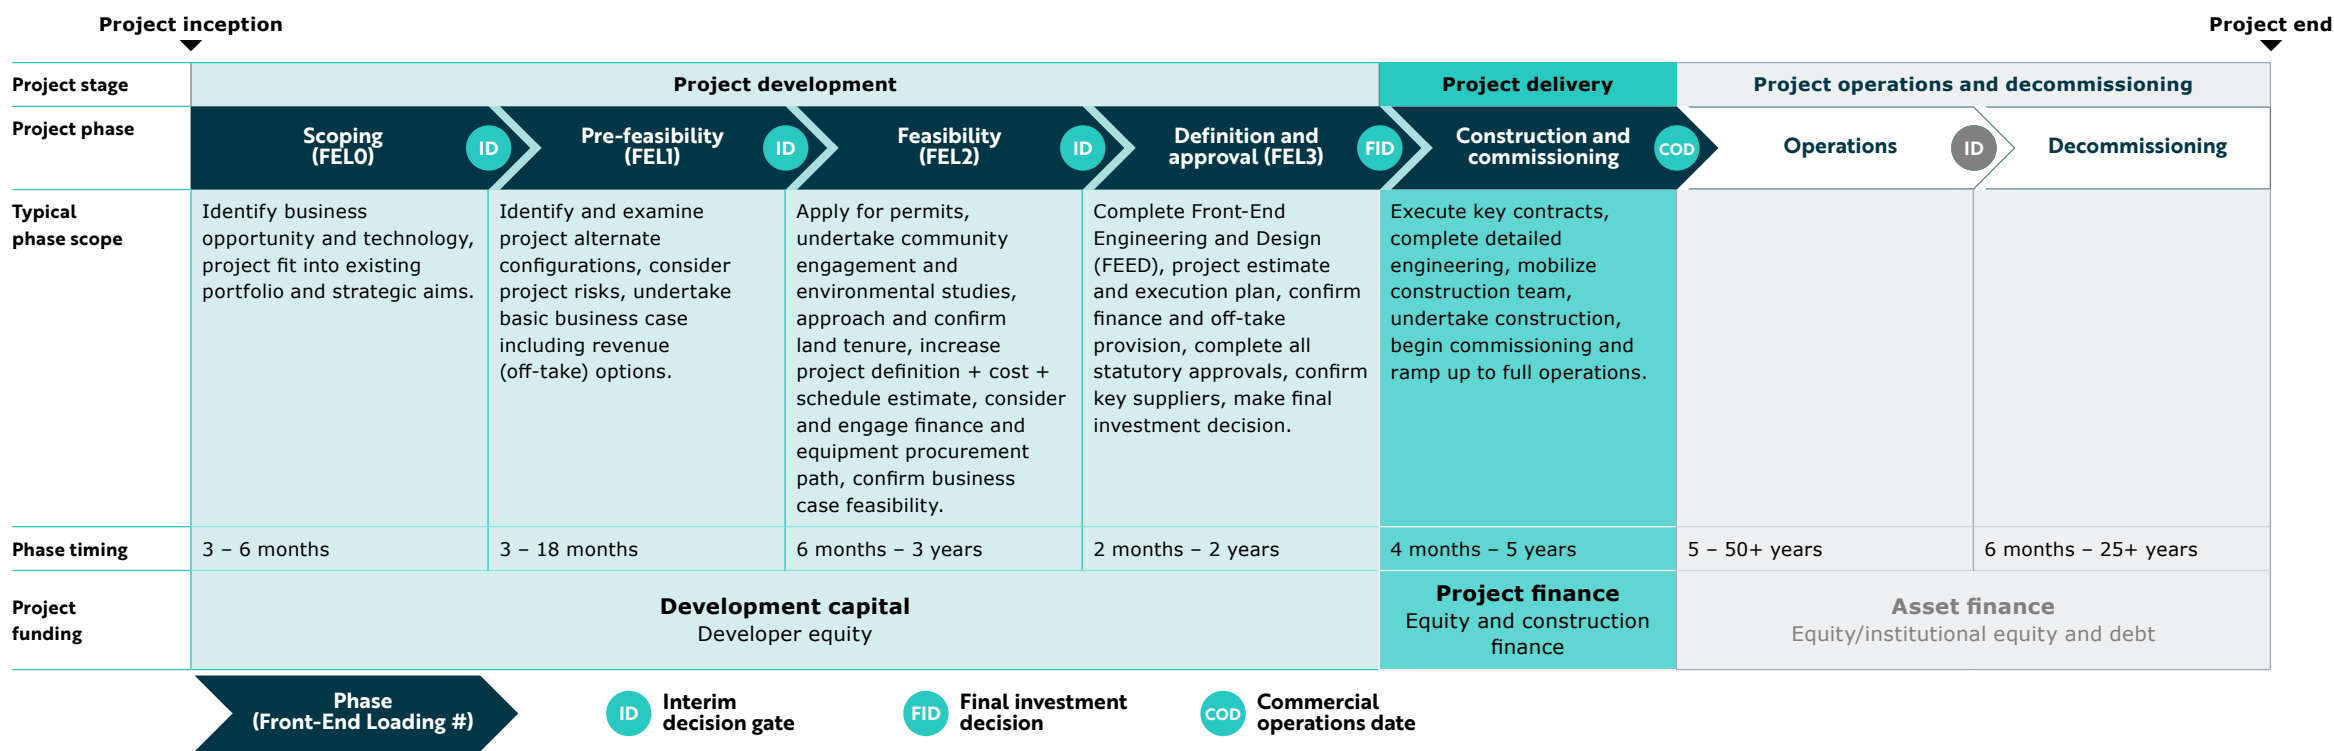 Project inception
Project end
Project stage
Project development
Project delivery
Project operations and decommissioning
Project phase
Scoping
(FEL0)
ID
Pre-feasibility
(FEL1)
ID
Feasibility
(FEL2)
ID
Definition and
approval (FEL3)
FID
Construction and
commissioning
COD
Operations
ID
Decommissioning
Typical
phase scope
Identify business
opportunity and technology,
project fit into existing
portfolio and strategic aims.
Identify and examine
project alternate
configurations, consider
project risks, undertake
basic business case
including revenue
(off-take) options.
Apply for permits,
undertake community
engagement and
environmental studies,
approach and confirm
land tenure, increase
project definition + cost +
schedule estimate, consider
and engage finance and
equipment procurement
path, confirm business
case feasibility.
Complete Front-End
Engineering and Design
(FEED), project estimate
and execution plan, confirm
finance and off-take
provision, complete all
statutory approvals, confirm
key suppliers, make final
investment decision.
Execute key contracts,
complete detailed
engineering, mobilize
construction team,
undertake construction,
begin commissioning and
ramp up to full operations.
Phase timing
3 – 6 months
3 – 18 months
6 months – 3 years
2 months – 2 years
4 months – 5 years
5 – 50+ years
6 months – 25+ years
Project
funding
Development capital
Developer equity
Project finance
Equity and construction
finance
Asset finance
Equity/institutional equity and debt
Phase
(Front-End Loading #)
ID
Interim
decision gate
FID
Final investment
decision
COD
Commercial
operations date